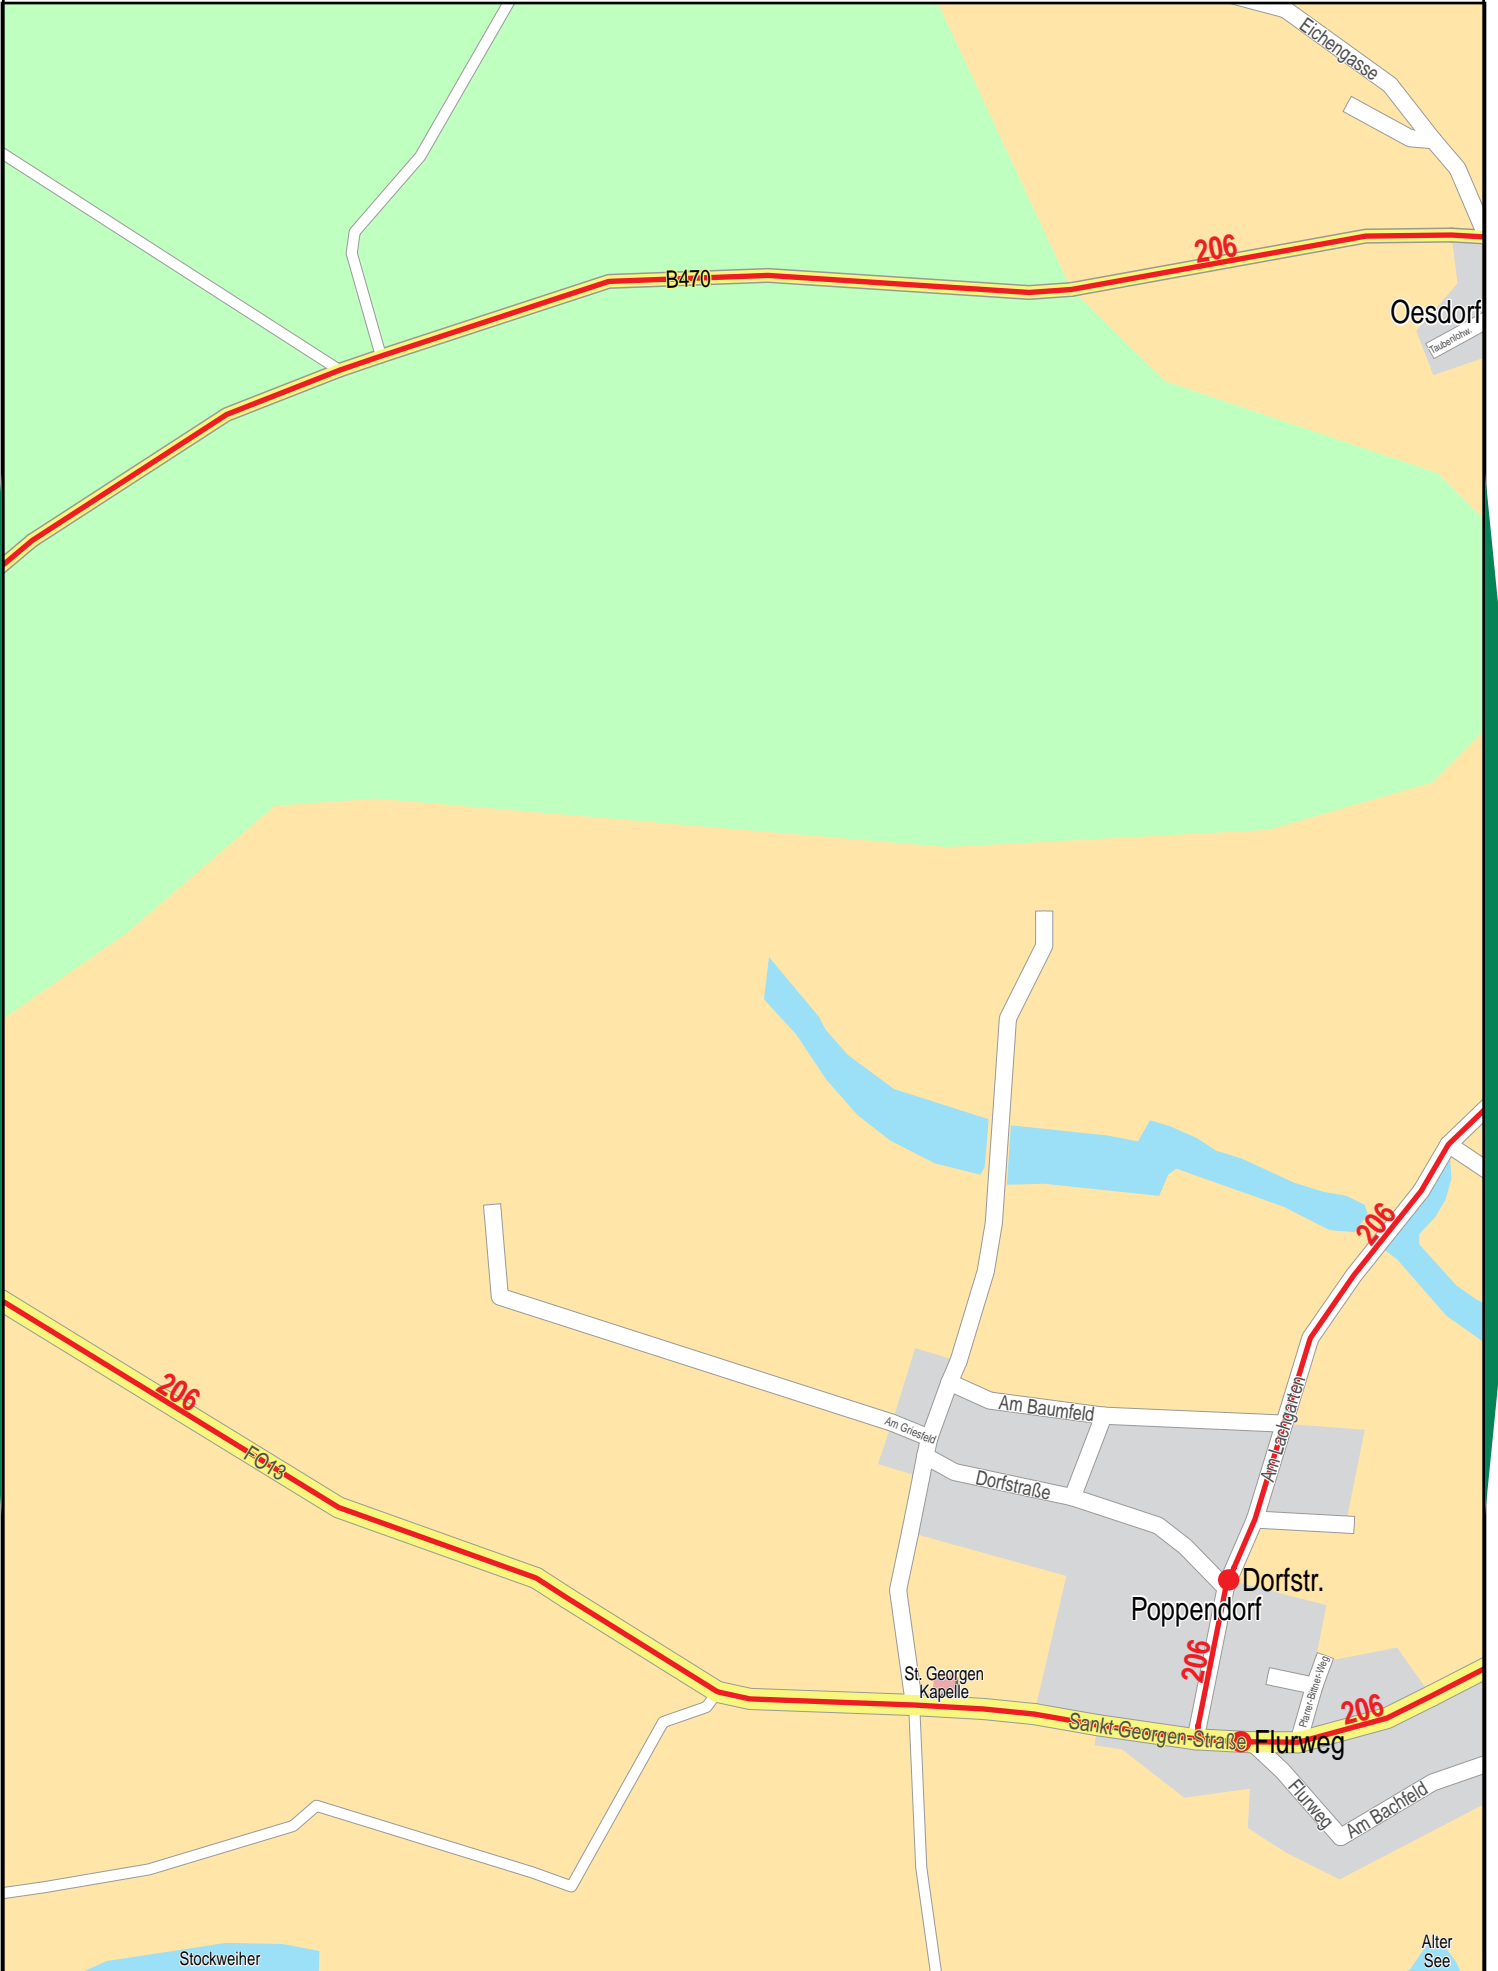 Eichengasse
206
B470
Oesdorf
Taubenlohw.
206
206
FO13
Am Baumfeld
Am Griesfeld
Am Lachgarten
Dorfstraße
Dorfstr.
Poppendorf
206
St. Georgen
Kapelle
Pfarrer-Bittner-Weg
206
Sankt-Georgen-Straße
Flurweg
Flurweg
Am Bachfeld
Alter
See
Stockweiher